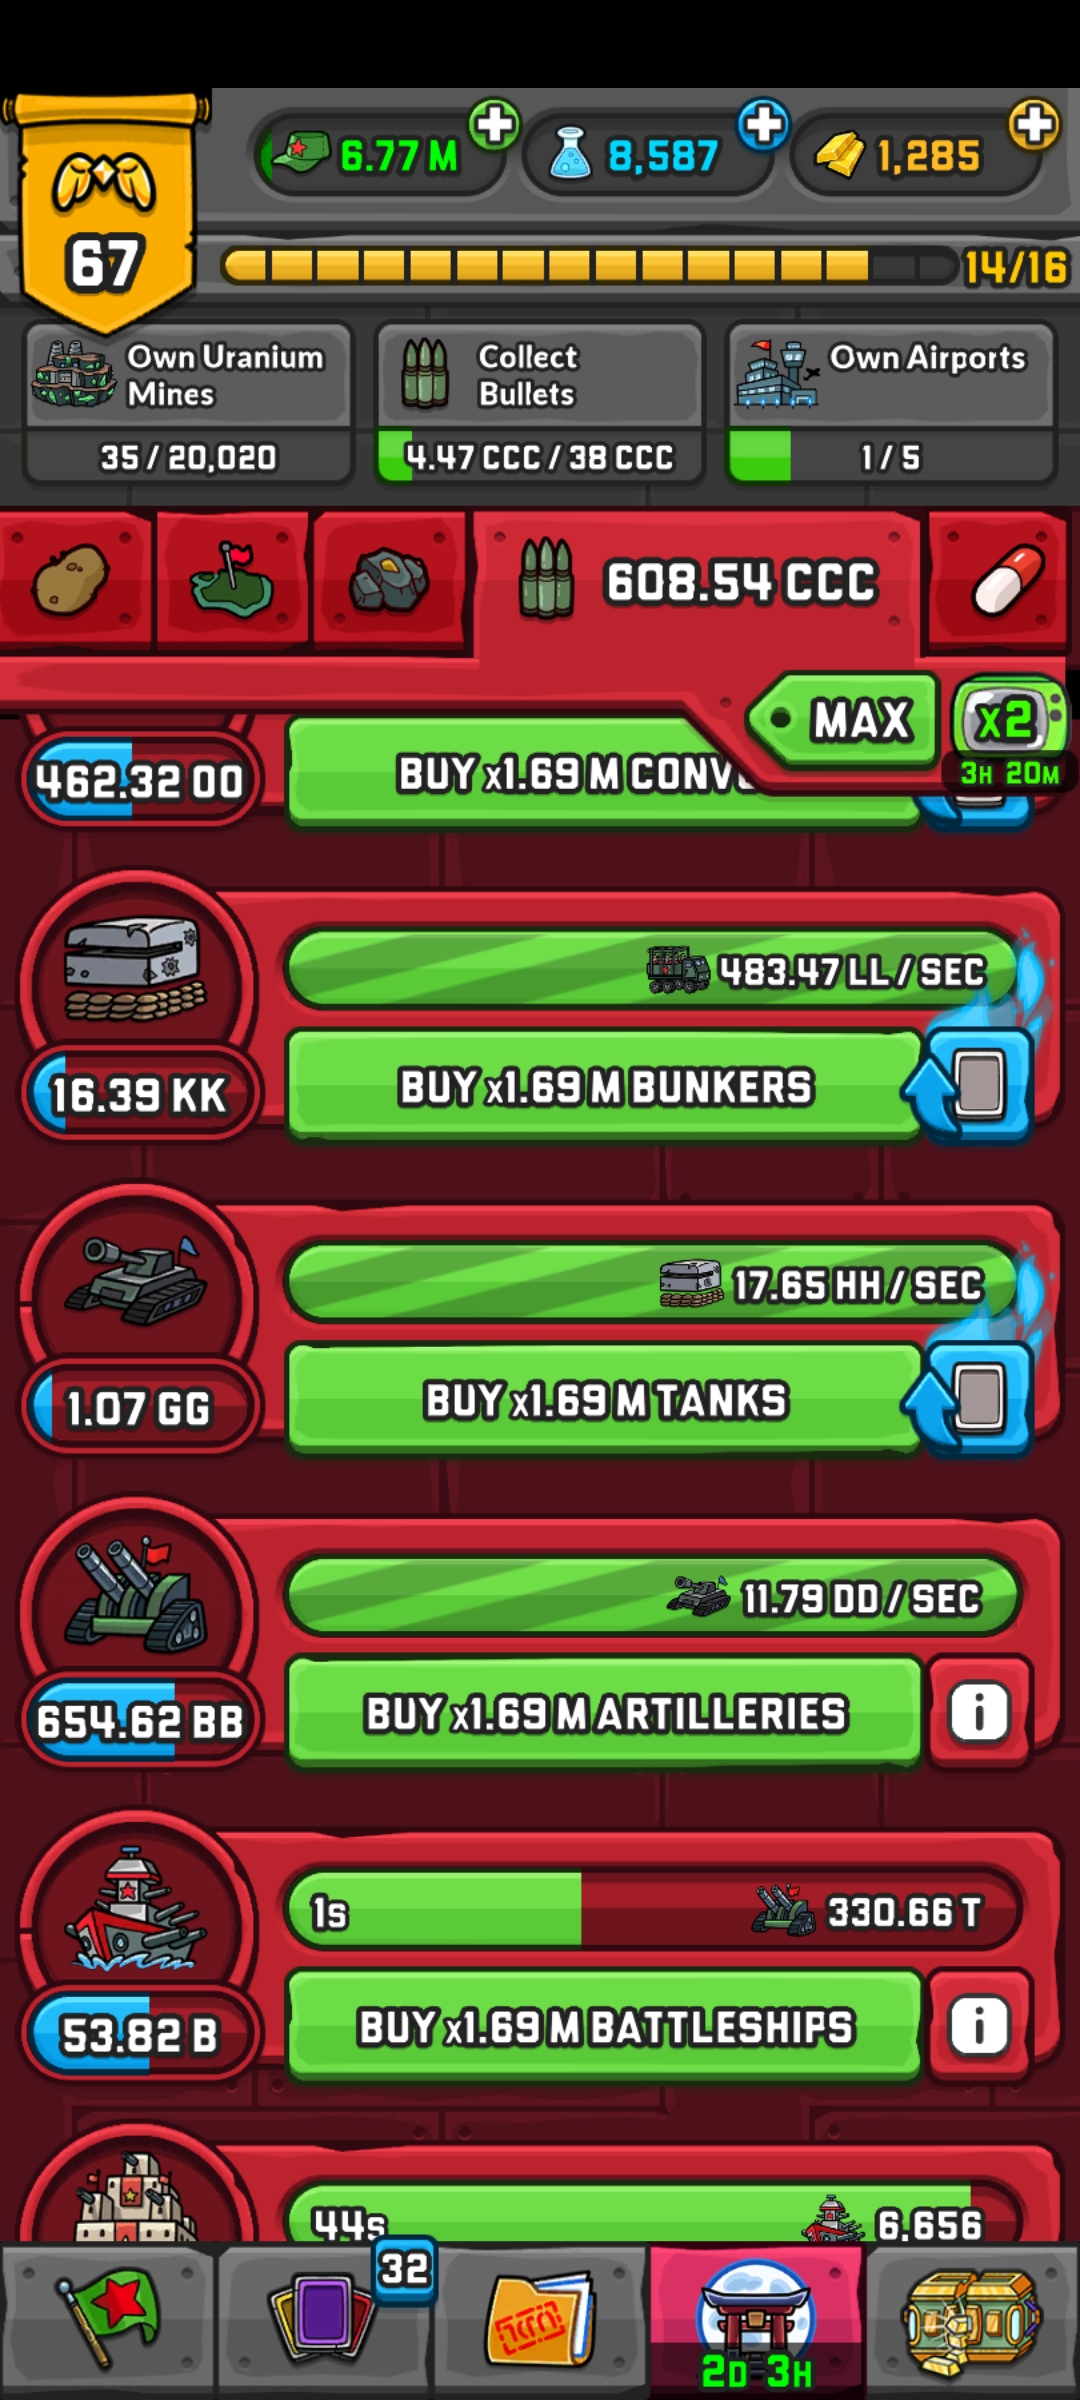 6.77 M
8,587
1,285
67
14/16
Own Uranium
Mines
35 / 20,020
Collect
Bullets
4.47 CCC / 38 CCC
Own Airports
1 / 5
608.54 CCC
MAX
x2
3H 20M
462.32 OO
BUY x1.69 M CONV
483.47 LL / SEC
16.39 KK
BUY x1.69 M BUNKERS
17.65 HH / SEC
1.07 GG
BUY x1.69 M TANKS
11.79 DD / SEC
654.62 BB
BUY x1.69 M ARTILLERIES
i
1s
330.66 T
53.82 B
BUY x1.69 M BATTLESHIPS
i
44s
6,656
32
2D 3H